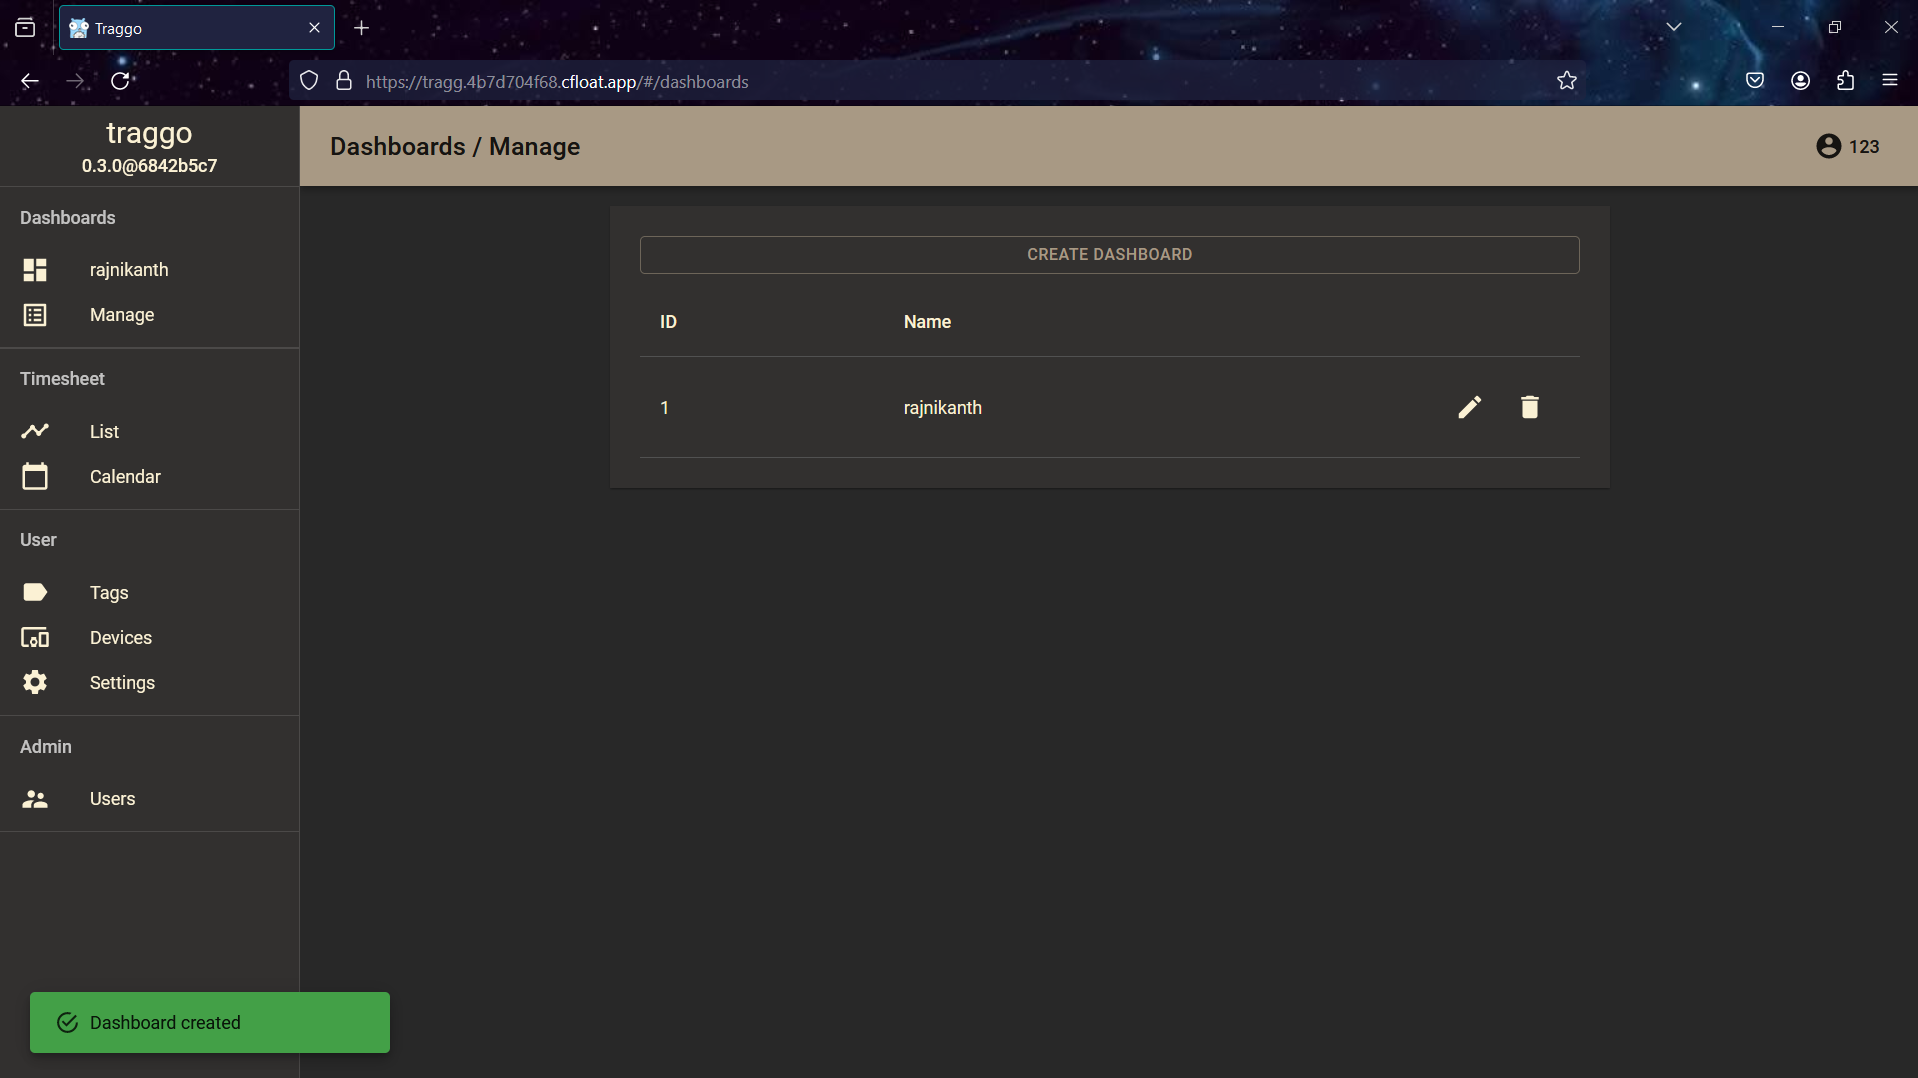 Traggo
https://tragg.4b7d704f68.cfloat.app/#/dashboards
traggo
0.3.0@6842b5c7
Dashboards / Manage
123
Dashboards
rajnikanth
Manage
Timesheet
List
Calendar
User
Tags
Devices
Settings
Admin
Users
CREATE DASHBOARD
ID Name
1 rajnikanth
Dashboard created